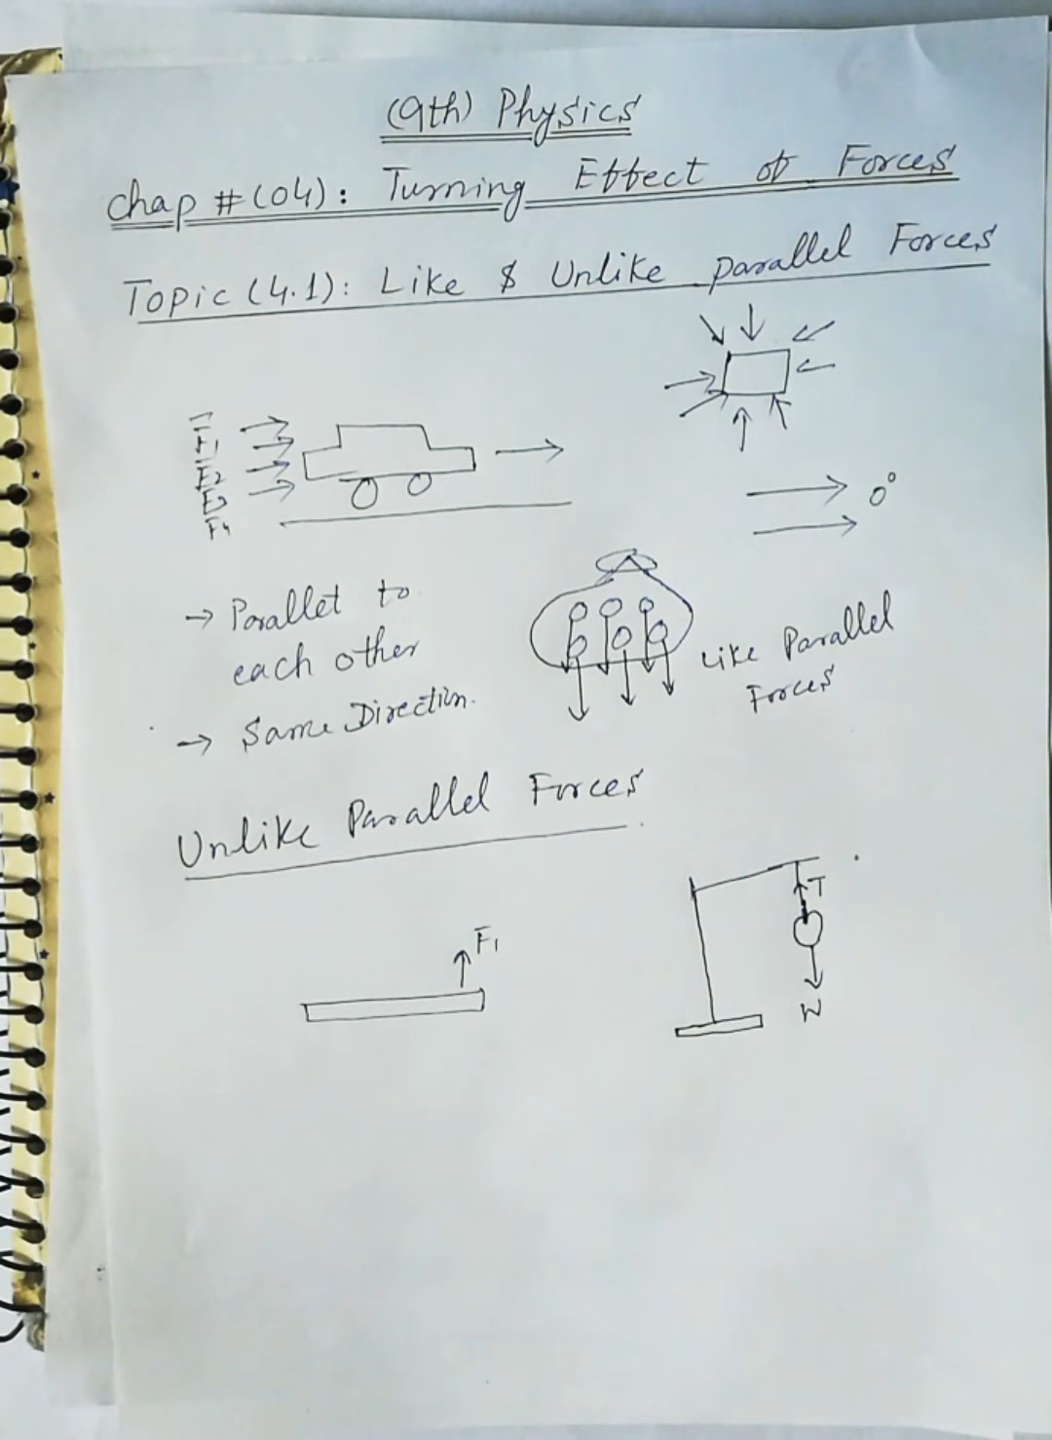 (9th) Physics
Chap # (04): Turning Effect of Forces
Topic (4.1): Like & Unlike parallel Forces
F1
F2
F3
F4
0°
→ Parallel to
each other
→ Same Direction.
Like Parallel
Forces
Unlike Parallel Forces
F1
T
W